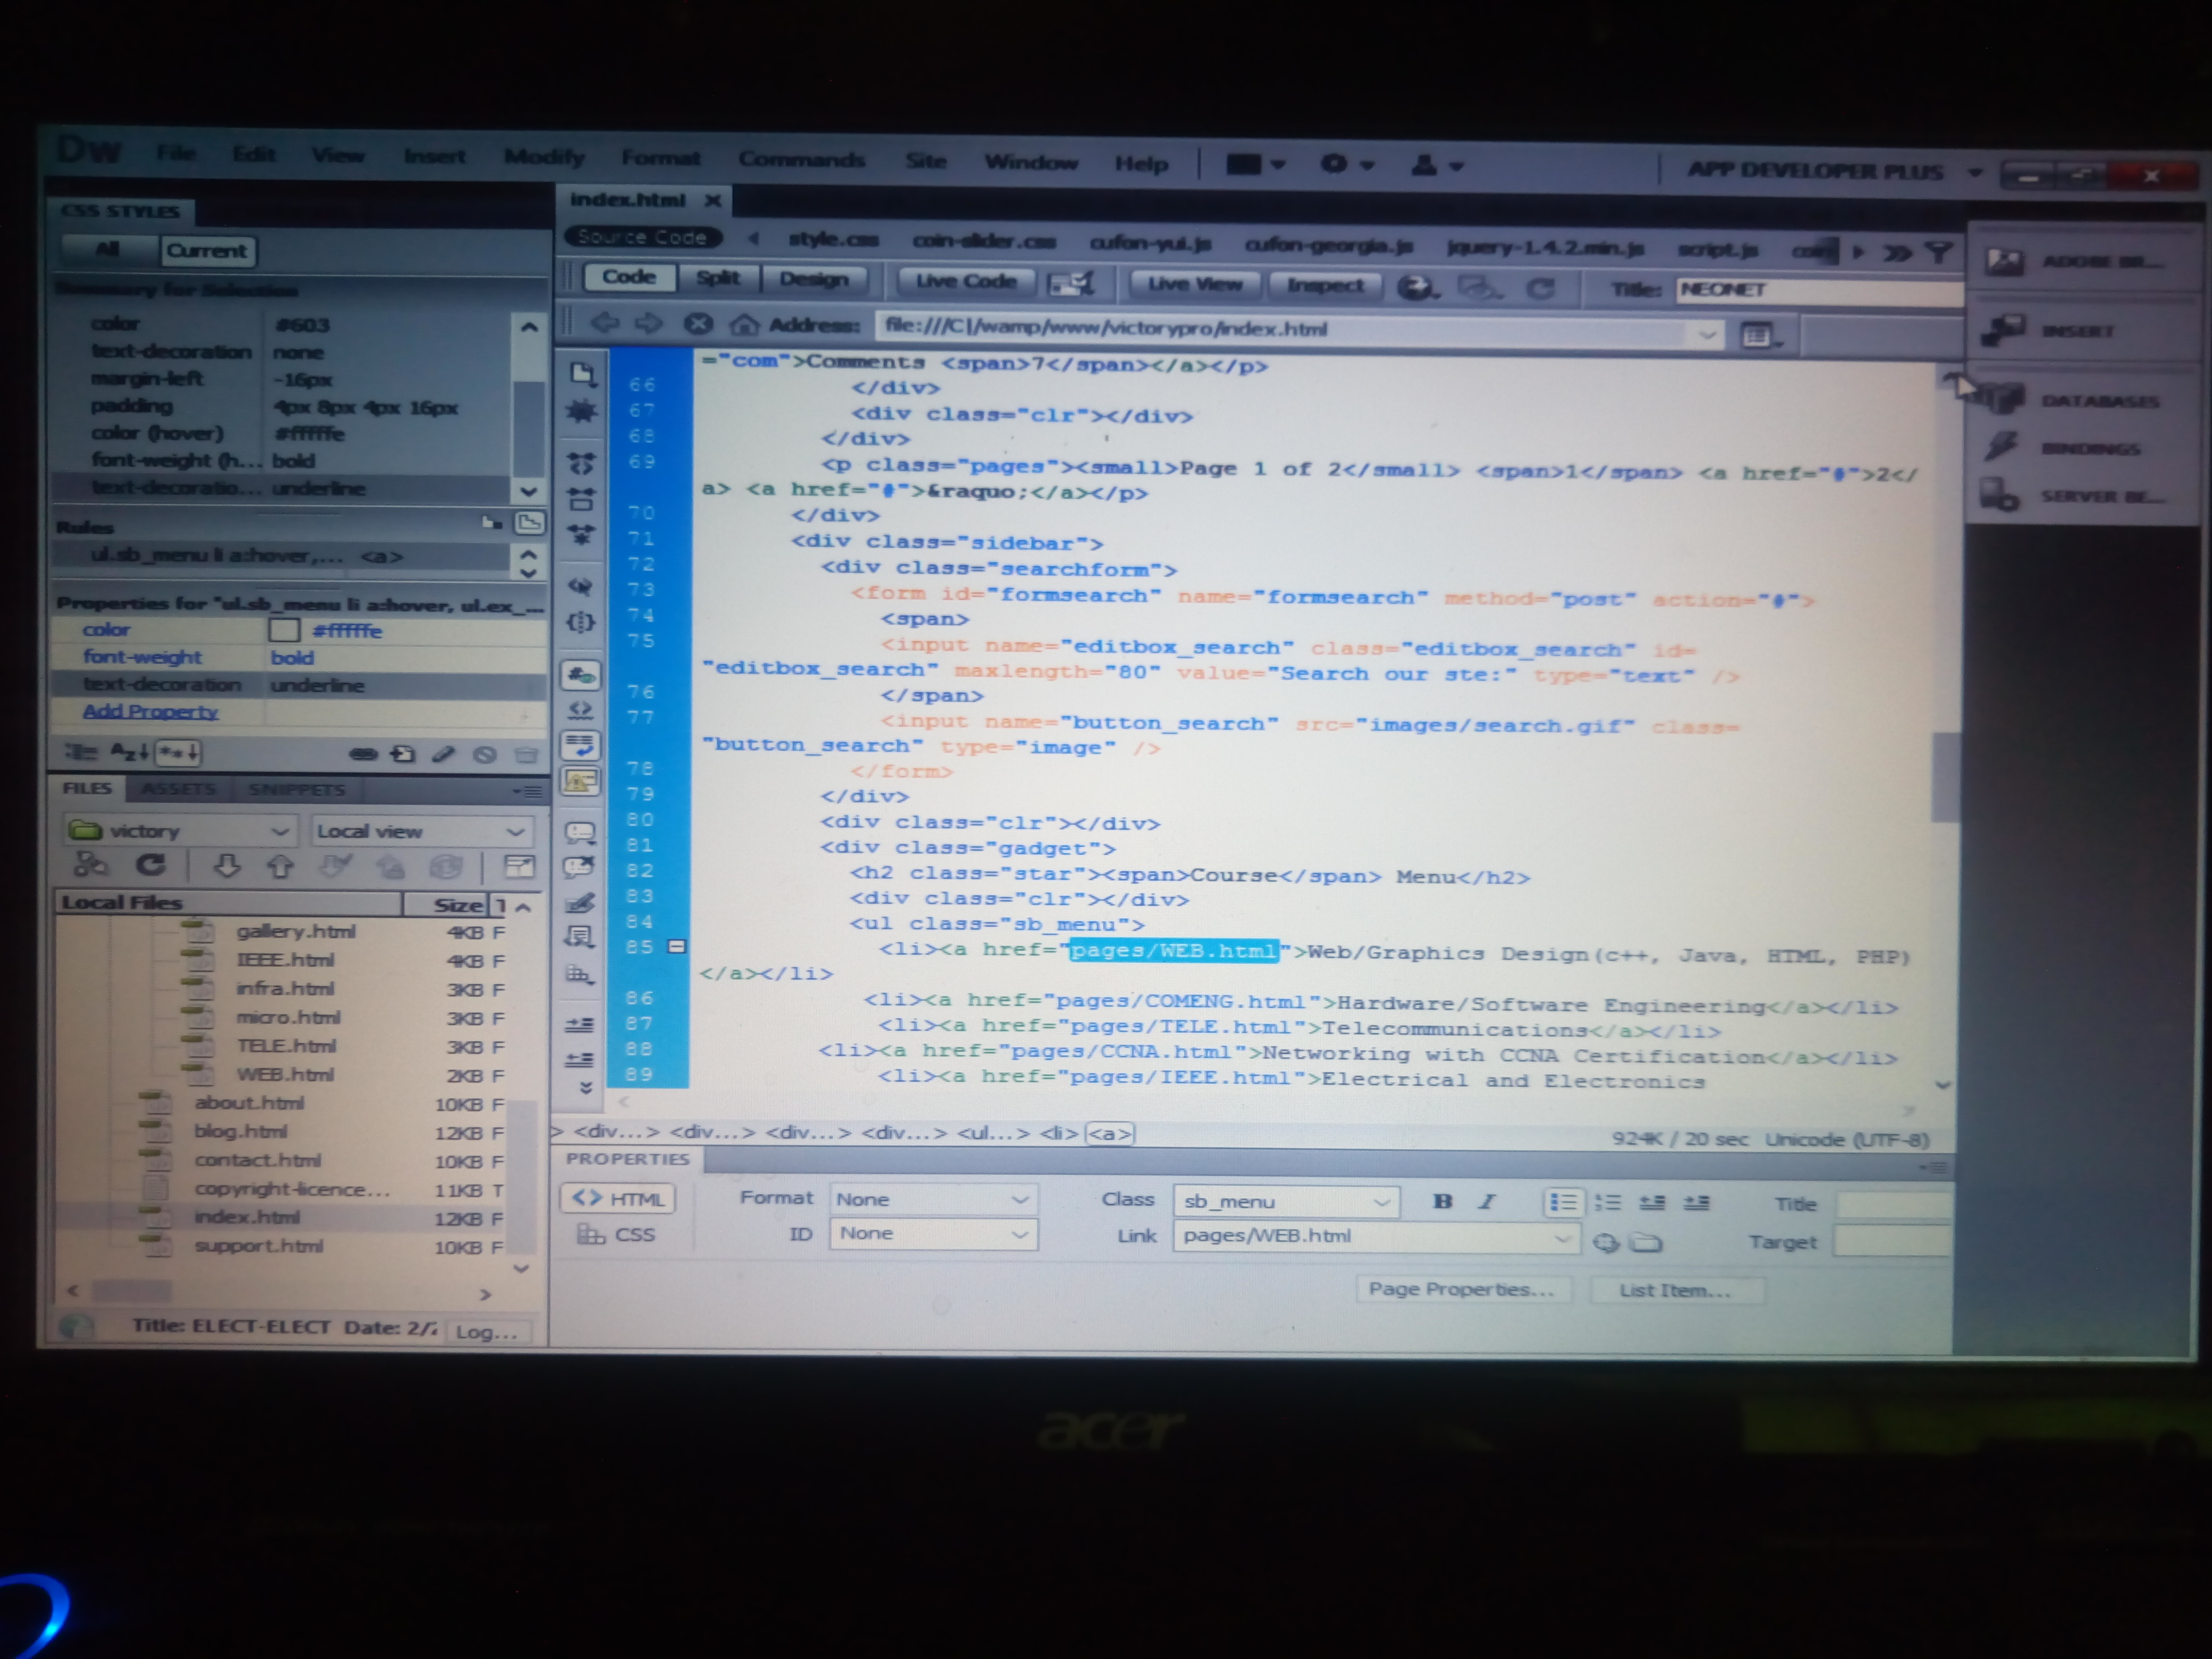 Dw File Edit View Insert Modify Format Commands Site Window Help APP DEVELOPER PLUS
CSS STYLES
All Current
Summary for Selection
color #603
text-decoration none
margin-left -16px
padding 4px 8px 4px 16px
color (hover) #fffffe
font-weight (h... bold
text-decoratio... underline
Rules
ul.sb_menu li a:hover,... <a>
Properties for "ul.sb_menu li a:hover, ul.ex_...
color #fffffe
font-weight bold
text-decoration underline
Add Property
FILES ASSETS SNIPPETS
victory Local view
Local Files Size
gallery.html 4KB F
IEEE.html 4KB F
infra.html 3KB F
micro.html 3KB F
TELE.html 3KB F
WEB.html 2KB F
about.html 10KB F
blog.html 12KB F
contact.html 10KB F
copyright-licence... 11KB T
index.html 12KB F
support.html 10KB F
Title: ELECT-ELECT Date: 2/ Log...
index.html
Source Code style.css coin-slider.css cufon-yui.js cufon-georgia.js jquery-1.4.2.min.js script.js
Code Split Design Live Code Live View Inspect Title: NEONET
Address: file:///C|/wamp/www/victorypro/index.html
="com">Comments <span>7</span></a></p>
66 </div>
67 <div class="clr"></div>
68 </div>
69 <p class="pages"><small>Page 1 of 2</small> <span>1</span> <a href="#">2</
a> <a href="#">&raquo;</a></p>
70 </div>
71 <div class="sidebar">
72 <div class="searchform">
73 <form id="formsearch" name="formsearch" method="post" action="#">
74 <span>
75 <input name="editbox_search" class="editbox_search" id=
"editbox_search" maxlength="80" value="Search our ste:" type="text" />
76 </span>
77 <input name="button_search" src="images/search.gif" class=
"button_search" type="image" />
78 </form>
79 </div>
80 <div class="clr"></div>
81 <div class="gadget">
82 <h2 class="star"><span>Course</span> Menu</h2>
83 <div class="clr"></div>
84 <ul class="sb_menu">
85 <li><a href="pages/WEB.html">Web/Graphics Design(c++, Java, HTML, PHP)
</a></li>
86 <li><a href="pages/COMENG.html">Hardware/Software Engineering</a></li>
87 <li><a href="pages/TELE.html">Telecommunications</a></li>
88 <li><a href="pages/CCNA.html">Networking with CCNA Certification</a></li>
89 <li><a href="pages/IEEE.html">Electrical and Electronics
> <div...> <div...> <div...> <div...> <ul...> <li> <a>
924K / 20 sec Unicode (UTF-8)
PROPERTIES
<> HTML Format None Class sb_menu B I Title
CSS ID None Link pages/WEB.html Target
Page Properties... List Item...
ADOBE BR...
INSERT
DATABASES
BINDINGS
SERVER BE...
acer